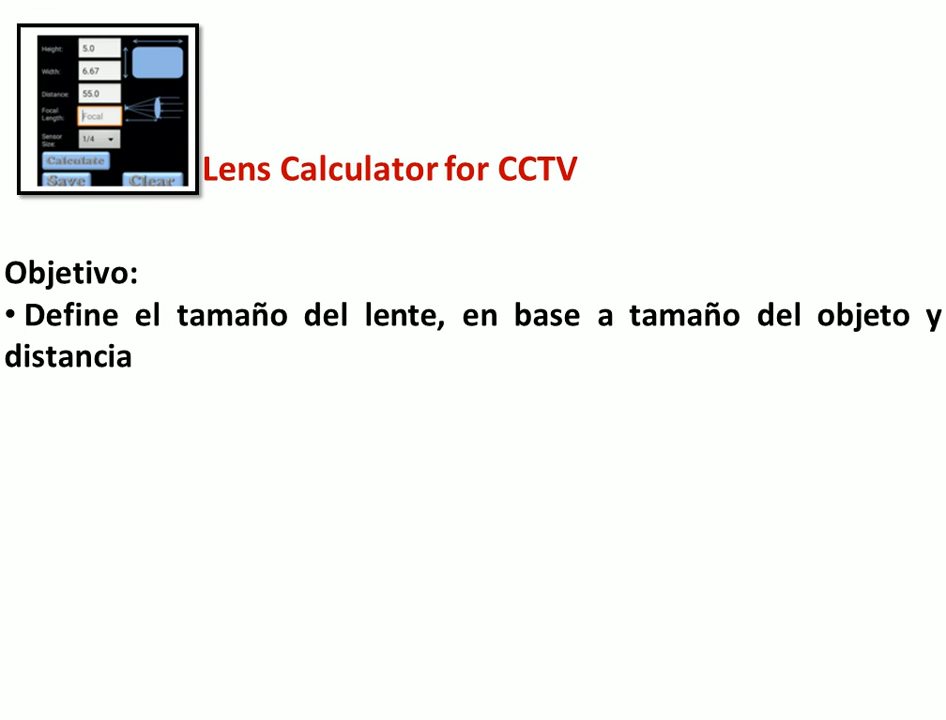 Height: 5.0
Width: 6.67
Distance: 55.0
Focal Length: Focal
Sensor Size: 1/4
Calculate
Save Clear
Lens Calculator for CCTV
Objetivo:
• Define el tamaño del lente, en base a tamaño del objeto y
distancia